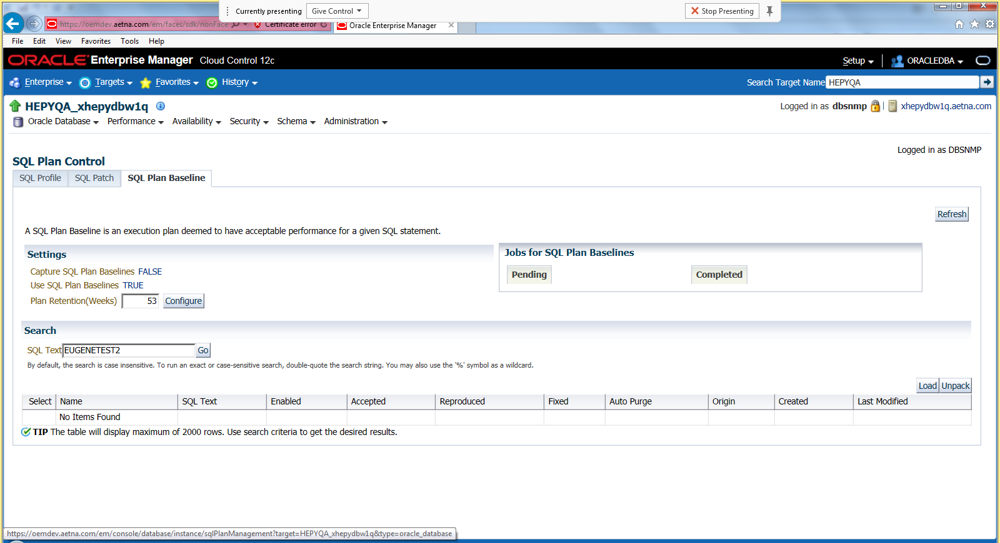 Currently presenting Give Control Stop Presenting
https://oemdev.aetna.com/em/faces/sdk/nonFace Certificate error Oracle Enterprise Manager
File Edit View Favorites Tools Help
ORACLE Enterprise Manager Cloud Control 12c Setup ORACLEDBA
Enterprise Targets Favorites History Search Target Name HEPYQA
HEPYQA_xhepydbw1q Logged in as dbsnmp xhepydbw1q.aetna.com
Oracle Database Performance Availability Security Schema Administration
Logged in as DBSNMP
SQL Plan Control
SQL Profile SQL Patch SQL Plan Baseline
Refresh
A SQL Plan Baseline is an execution plan deemed to have acceptable performance for a given SQL statement.
Settings
Capture SQL Plan Baselines FALSE
Use SQL Plan Baselines TRUE
Plan Retention(Weeks) 53 Configure
Jobs for SQL Plan Baselines
Pending Completed
Search
SQL Text EUGENETEST2 Go
By default, the search is case insensitive. To run an exact or case-sensitive search, double-quote the search string. You may also use the '%' symbol as a wildcard.
Load Unpack
Select Name SQL Text Enabled Accepted Reproduced Fixed Auto Purge Origin Created Last Modified
No Items Found
TIP The table will display maximum of 2000 rows. Use search criteria to get the desired results.
https://oemdev.aetna.com/em/console/database/instance/sqlPlanManagement?target=HEPYQA_xhepydbw1q&type=oracle_database